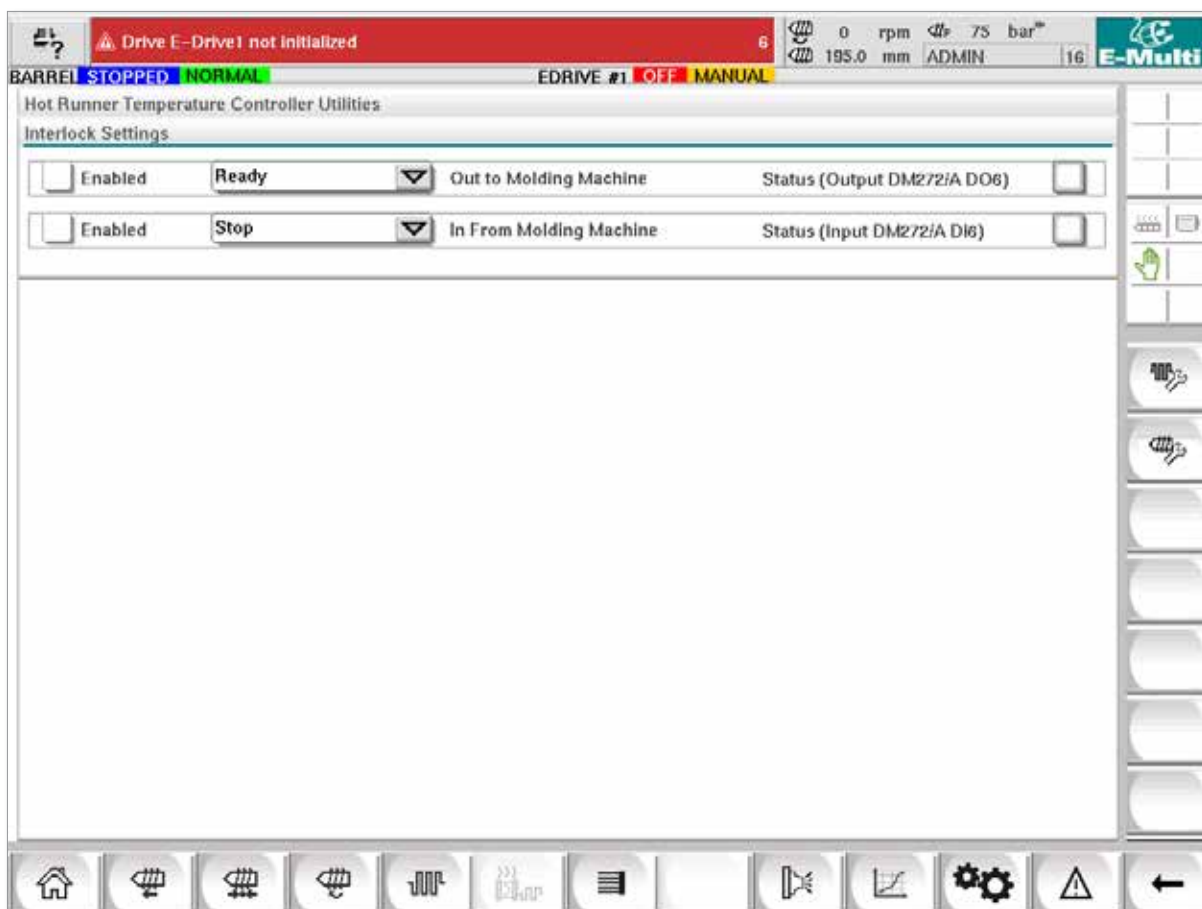 Drive E-Drive1 not initialized 6
0 rpm 75 bar
195.0 mm ADMIN 16
E-Multi
BARREL STOPPED NORMAL EDRIVE #1 OFF MANUAL
Hot Runner Temperature Controller Utilities
Interlock Settings
Enabled Ready Out to Molding Machine Status (Output DM272/A DO6)
Enabled Stop In From Molding Machine Status (Input DM272/A DI6)